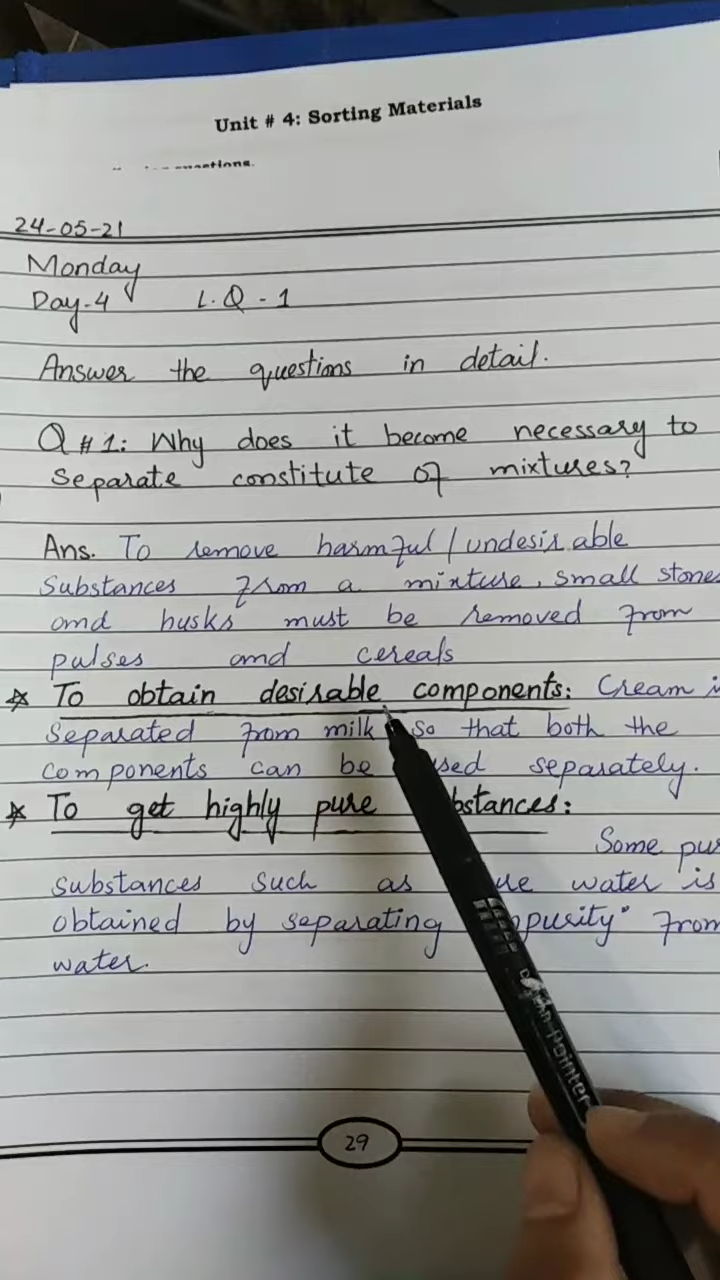 Unit # 4: Sorting Materials
24-05-21
Monday
Day-4 L.Q - 1
Answer the questions in detail.
Q #1: Why does it become necessary to
separate constitute of mixtures?
Ans. To remove harmful/undesirable
substances from a mixture, small stones
and husks must be removed from
pulses and cereals
☆ To obtain desirable components: Cream
separated from milk so that both the
components can be used separately.
☆ To get highly pure
Some
substances such as water is
obtained by separating from
water.
29
Pointer